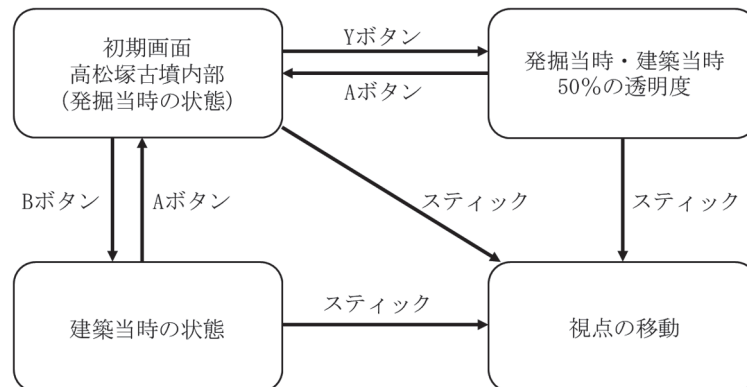 初期画面
高松塚古墳内部
(発掘当時の状態)
Yボタン
Aボタン
発掘当時・建築当時
50%の透明度
Bボタン
Aボタン
スティック
スティック
建築当時の状態
スティック
視点の移動